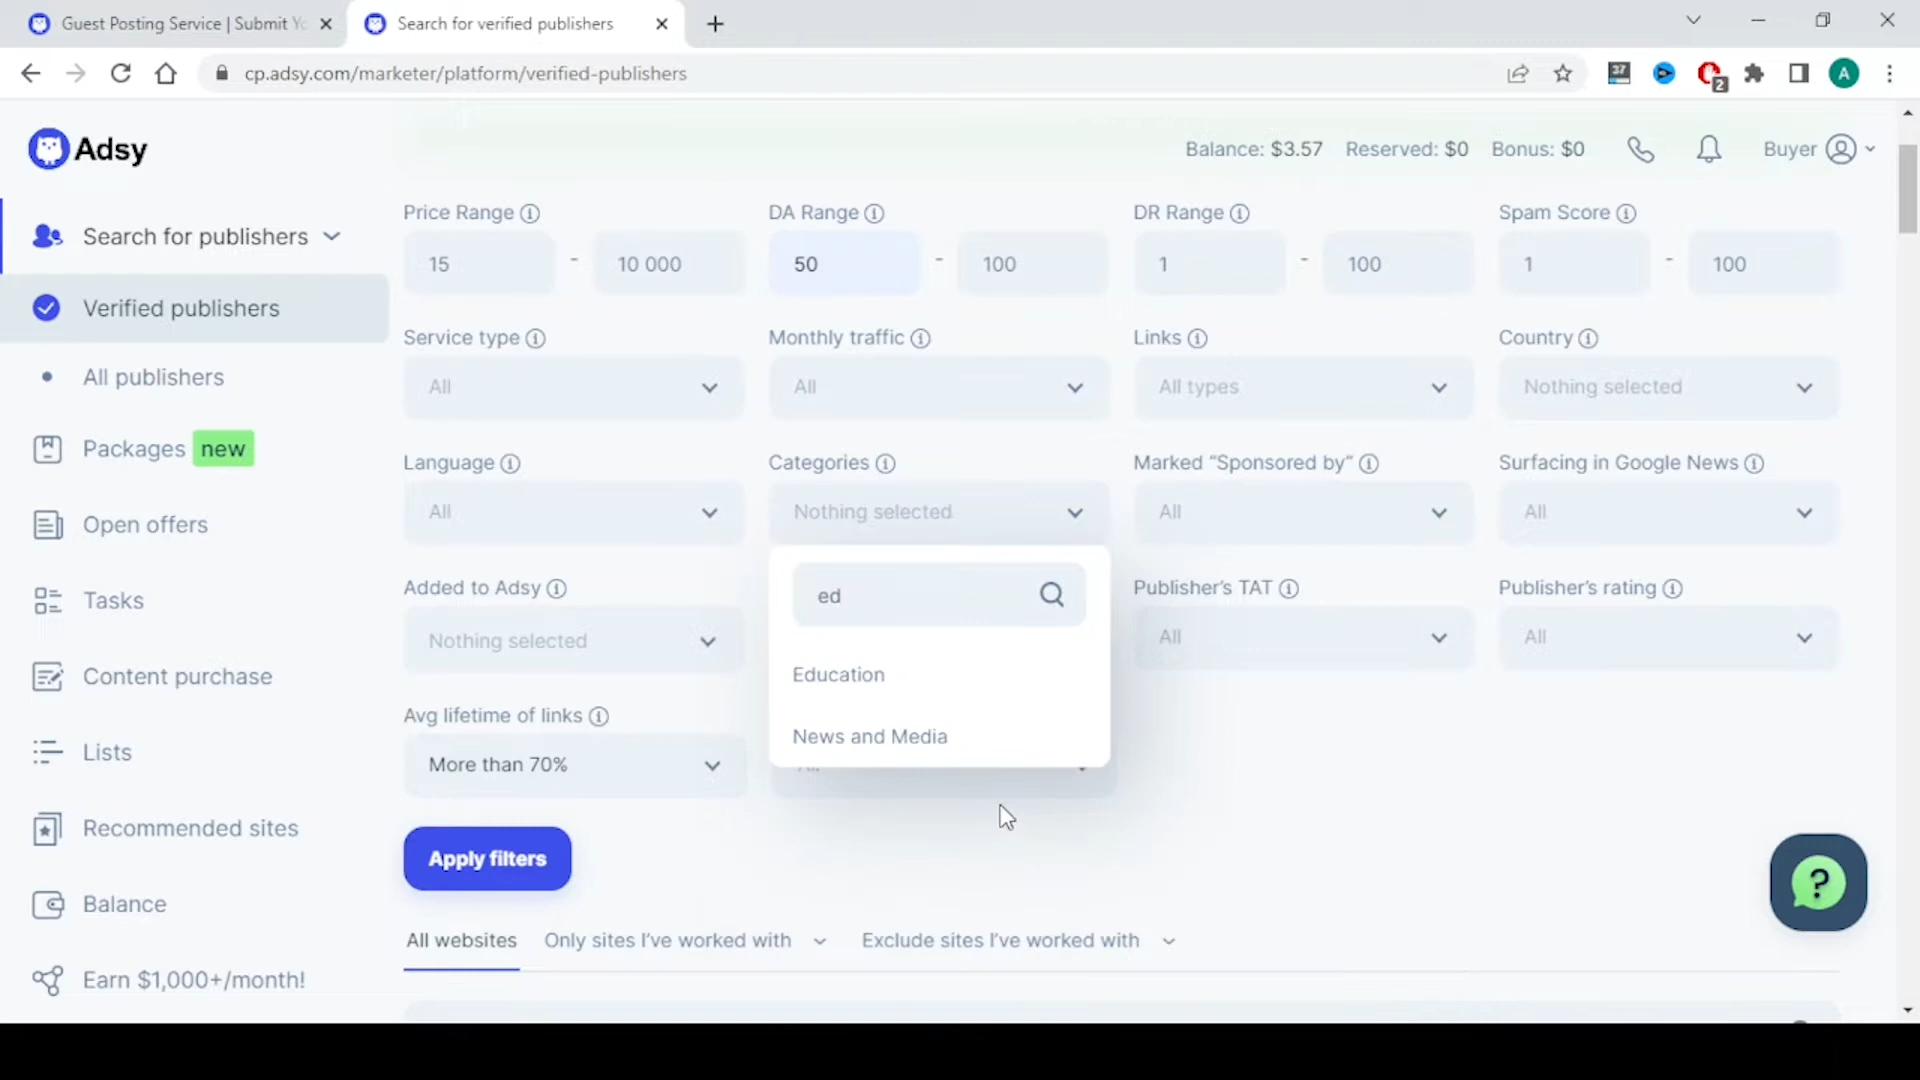 Guest Posting Service | Submit Yo
Search for verified publishers
cp.adsy.com/marketer/platform/verified-publishers
37
2
A
Adsy
Balance: $3.57 Reserved: $0 Bonus: $0
Buyer
Search for publishers
Verified publishers
All publishers
Packages new
Open offers
Tasks
Content purchase
Lists
Recommended sites
Balance
Earn $1,000+/month!
Price Range DA Range DR Range Spam Score
15 - 10 000 50 - 100 1 - 100 1 - 100
Service type Monthly traffic Links Country
All All All types Nothing selected
Language Categories Marked “Sponsored by” Surfacing in Google News
All Nothing selected All All
Added to Adsy Publisher’s TAT Publisher’s rating
Nothing selected ed All All
Education
News and Media
Avg lifetime of links
More than 70%
Apply filters
?
All websites Only sites I’ve worked with Exclude sites I’ve worked with